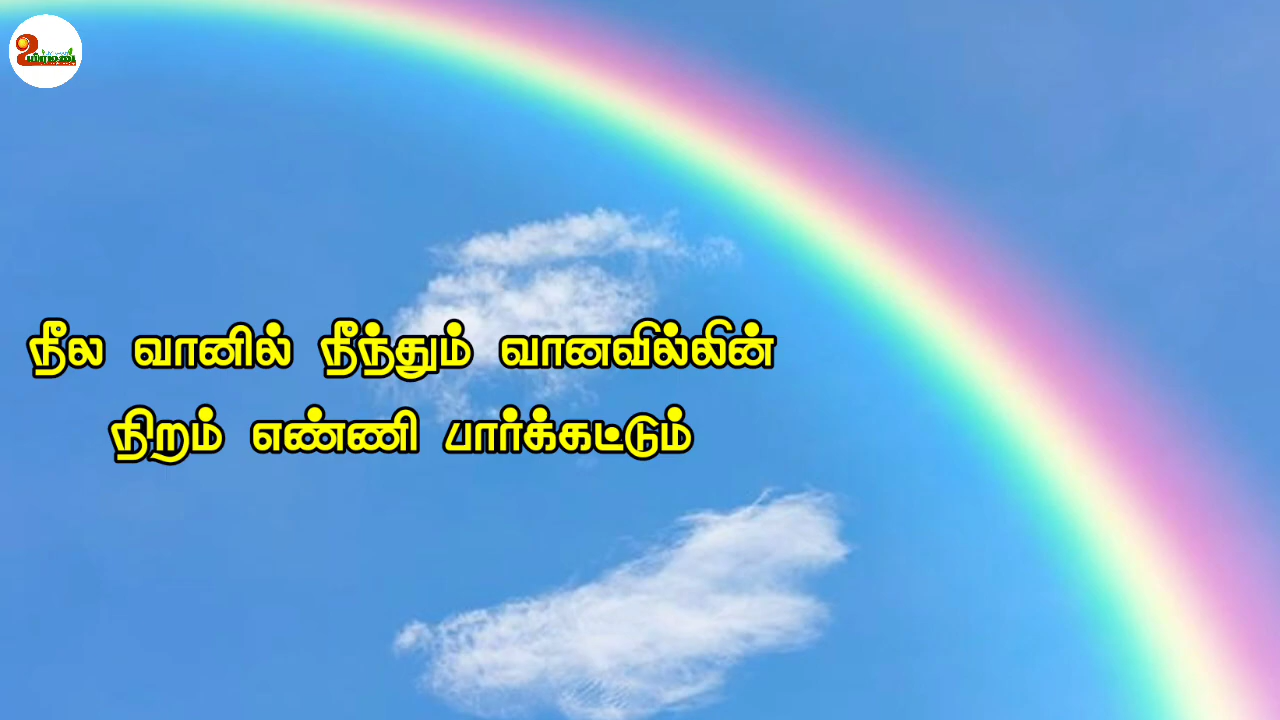 நீல வானில் நீந்தும் வானவில்லின்
நிறம் எண்ணி பார்க்கட்டும்